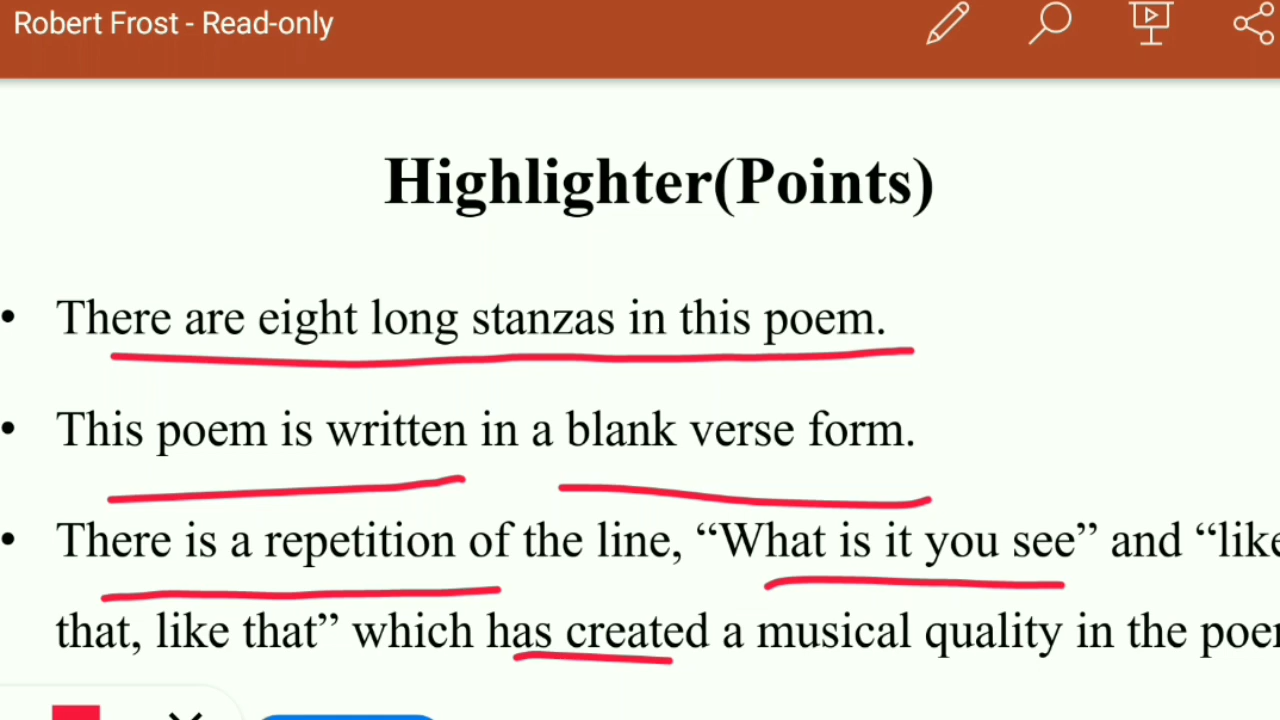 Robert Frost - Read-only
Highlighter(Points)
• There are eight long stanzas in this poem.
• This poem is written in a blank verse form.
• There is a repetition of the line, “What is it you see” and “like
that, like that” which has created a musical quality in the